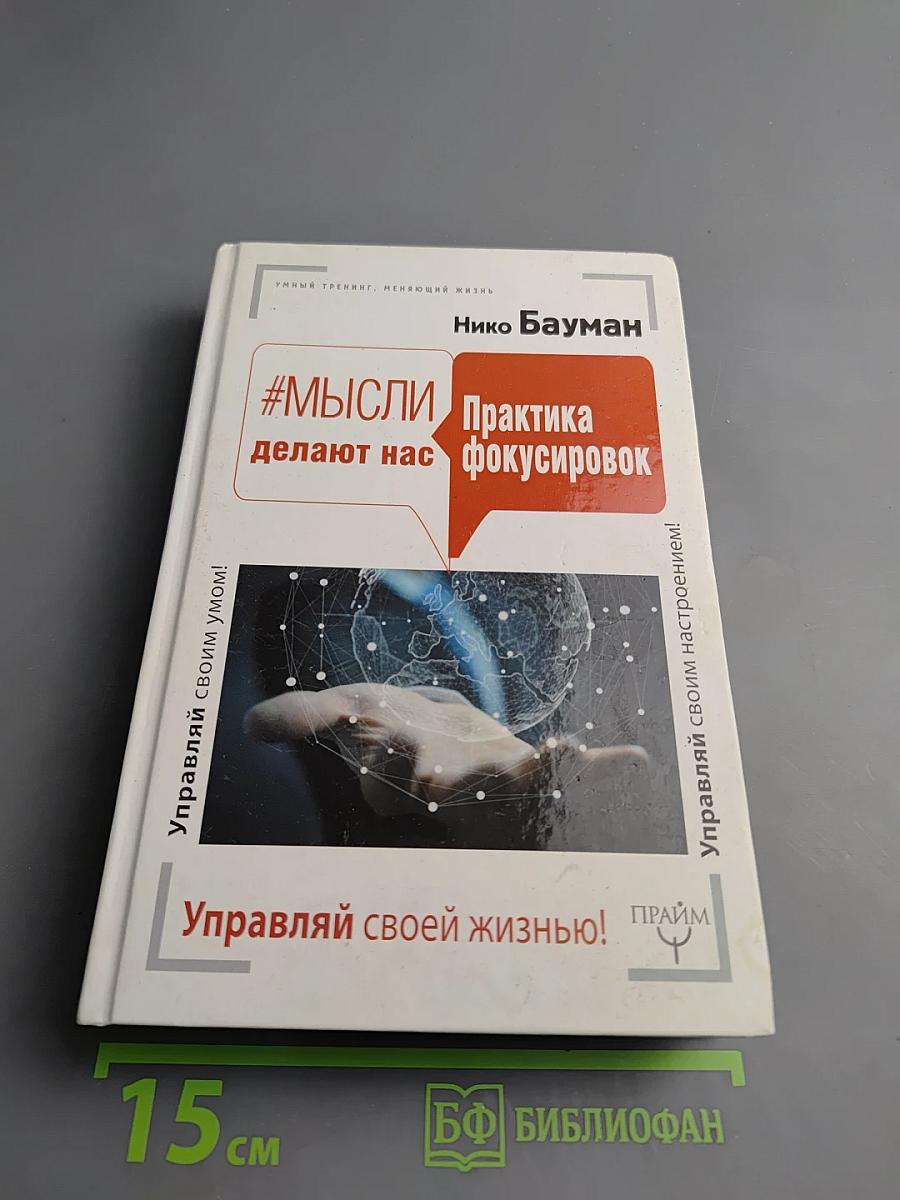 УМНЫЙ ТРЕНИНГ, МЕНЯЮЩИЙ ЖИЗНЬ
Нико Бауман
#МЫСЛИ
делают нас
Практика
фокусировок
Управляй своим умом!
Управляй своим настроением!
Управляй своей жизнью!
ПРАЙМ
15 см
БФ БИБЛИОФАН